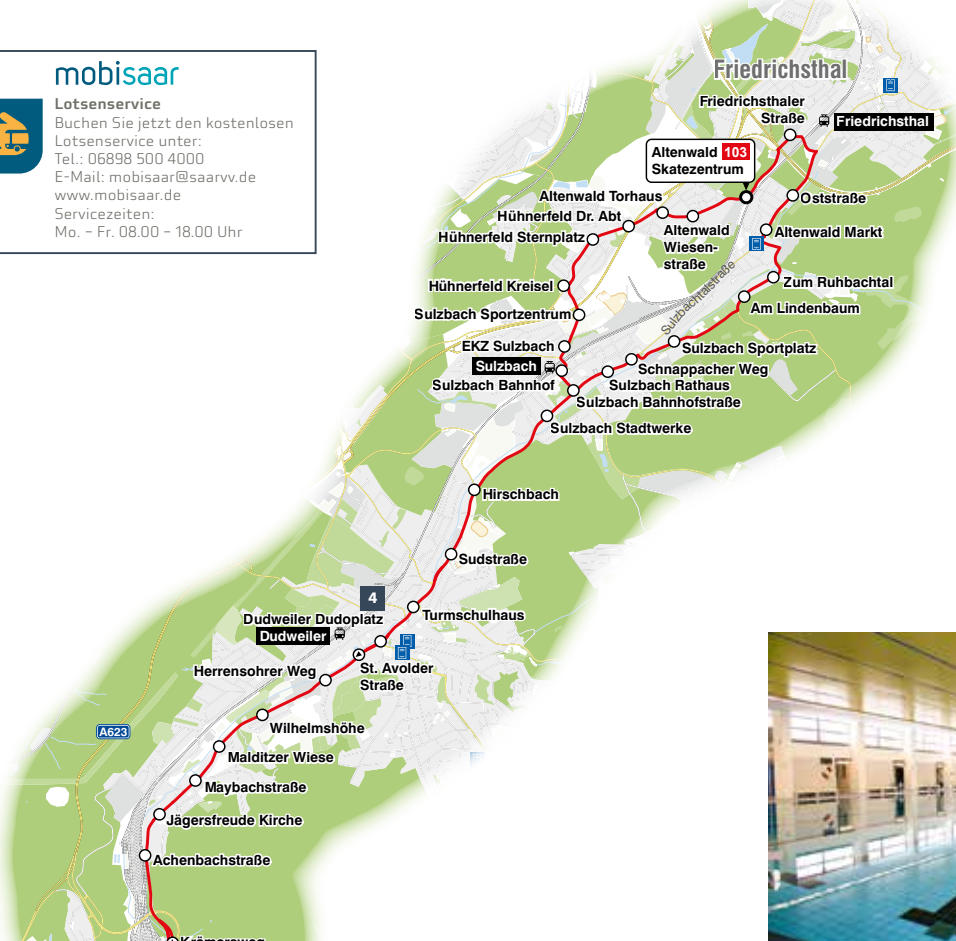 mobisaar
Lotsenservice
Buchen Sie jetzt den kostenlosen
Lotsenservice unter:
Tel.: 06898 500 4000
E-Mail: mobisaar@saarvv.de
www.mobisaar.de
Servicezeiten:
Mo. – Fr. 08.00 – 18.00 Uhr
Friedrichsthal
Friedrichsthaler
Straße
Friedrichsthal
Altenwald 103
Skatezentrum
Altenwald Torhaus
Oststraße
Hühnerfeld Dr. Abt
Altenwald
Wiesen-
straße
Altenwald Markt
Hühnerfeld Sternplatz
Sulzbachtalstraße
Zum Ruhbachtal
Hühnerfeld Kreisel
Am Lindenbaum
Sulzbach Sportzentrum
EKZ Sulzbach
Sulzbach Sportplatz
Sulzbach
Schnappacher Weg
Sulzbach Bahnhof
Sulzbach Rathaus
Sulzbach Bahnhofstraße
Sulzbach Stadtwerke
Hirschbach
Sudstraße
4
Turmschulhaus
Dudweiler Dudoplatz
Dudweiler
St. Avolder
Straße
Herrensohrer Weg
Wilhelmshöhe
A623
Malditzer Wiese
Maybachstraße
Jägersfreude Kirche
Achenbachstraße
Krämersweg